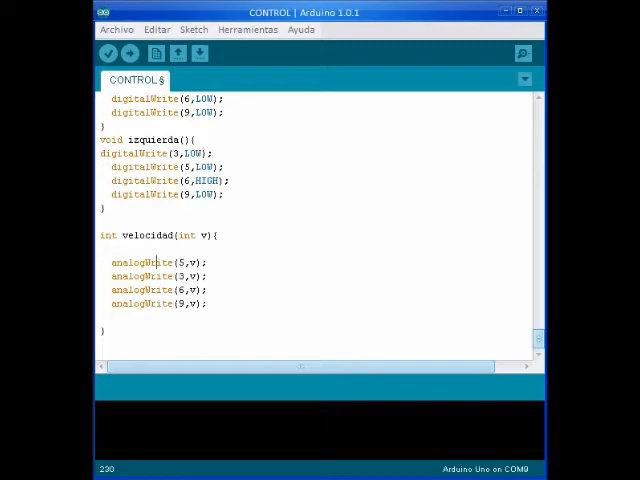 CONTROL | Arduino 1.0.1
Archivo Editar Sketch Herramientas Ayuda
CONTROL §
digitalWrite(6,LOW);
digitalWrite(9,LOW);
}
void izquierda(){
digitalWrite(3,LOW);
digitalWrite(5,LOW);
digitalWrite(6,HIGH);
digitalWrite(9,LOW);
}
int velocidad(int v){
analogWrite(5,v);
analogWrite(3,v);
analogWrite(6,v);
analogWrite(9,v);
}
230
Arduino Uno on COM9